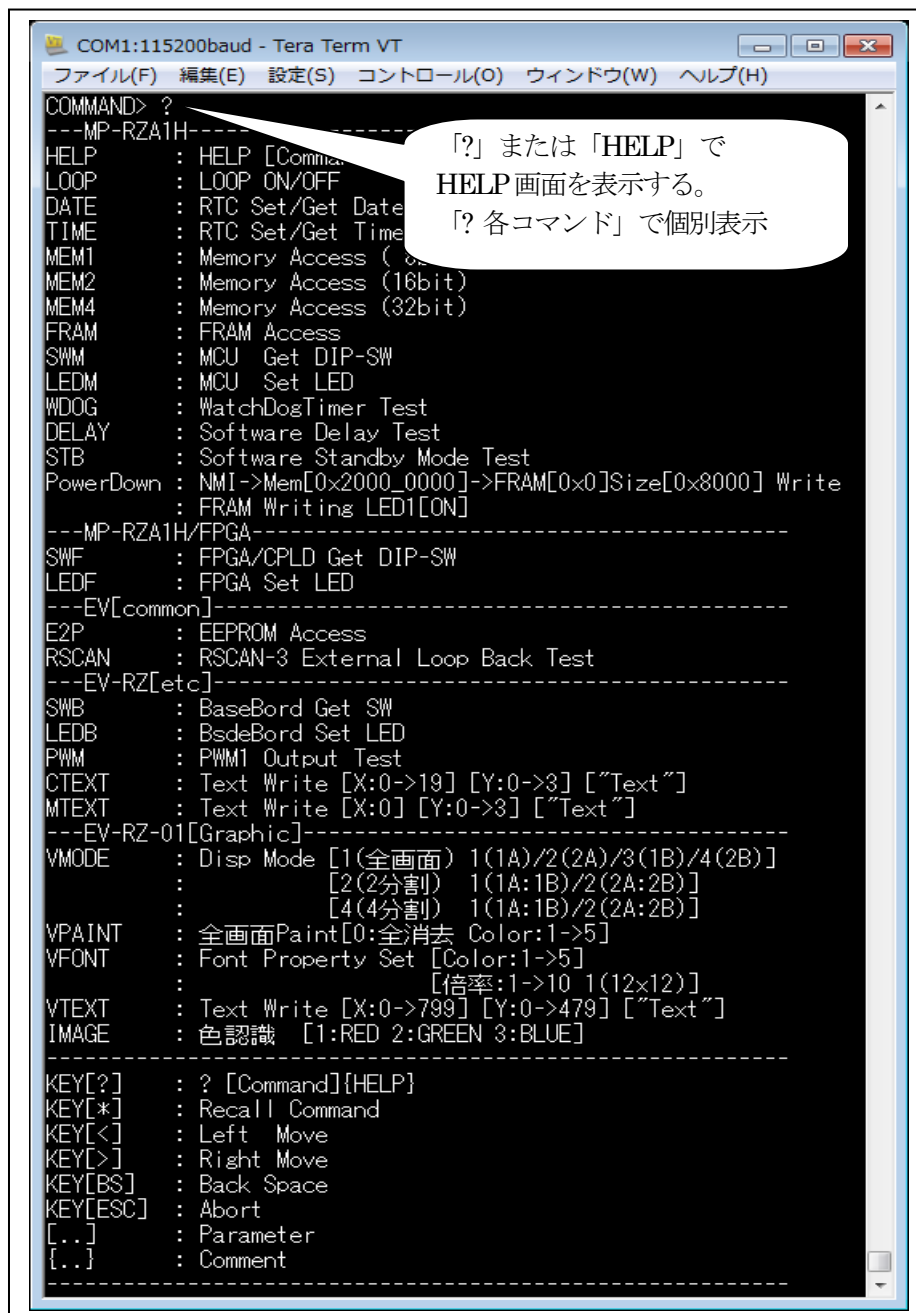 COM1:115200baud - Tera Term VT
ファイル(F) 編集(E) 設定(S) コントロール(O) ウィンドウ(W) ヘルプ(H)
COMMAND> ?
---MP-RZA1H---
「?」または「HELP」で
HELP画面を表示する。
「? 各コマンド」で個別表示
HELP : HELP [Comma
LOOP : LOOP ON/OFF
DATE : RTC Set/Get Date
TIME : RTC Set/Get Time
MEM1 : Memory Access (
MEM2 : Memory Access (16bit)
MEM4 : Memory Access (32bit)
FRAM : FRAM Access
SWM : MCU Get DIP-SW
LEDM : MCU Set LED
WDOG : WatchDogTimer Test
DELAY : Software Delay Test
STB : Software Standby Mode Test
PowerDown : NMI->Mem[0x2000_0000]->FRAM[0x0]Size[0x8000] Write
: FRAM Writing LED1[ON]
---MP-RZA1H/FPGA------------------------------------------
SWF : FPGA/CPLD Get DIP-SW
LEDF : FPGA Set LED
---EV[common]---------------------------------------------
E2P : EEPROM Access
RSCAN : RSCAN-3 External Loop Back Test
---EV-RZ[etc]---------------------------------------------
SWB : BaseBord Get SW
LEDB : BsdeBord Set LED
PWM : PWM1 Output Test
CTEXT : Text Write [X:0->19] [Y:0->3] ["Text"]
MTEXT : Text Write [X:0] [Y:0->3] ["Text"]
---EV-RZ-01[Graphic]--------------------------------------
VMODE : Disp Mode [1(全画面) 1(1A)/2(2A)/3(1B)/4(2B)]
: [2(2分割) 1(1A:1B)/2(2A:2B)]
: [4(4分割) 1(1A:1B)/2(2A:2B)]
VPAINT : 全画面Paint[0:全消去 Color:1->5]
VFONT : Font Property Set [Color:1->5]
: [倍率:1->10 1(12x12)]
VTEXT : Text Write [X:0->799] [Y:0->479] ["Text"]
IMAGE : 色認識 [1:RED 2:GREEN 3:BLUE]
----------------------------------------------------------
KEY[?] : ? [Command]{HELP}
KEY[*] : Recall Command
KEY[<] : Left Move
KEY[>] : Right Move
KEY[BS] : Back Space
KEY[ESC] : Abort
[..] : Parameter
{..} : Comment
----------------------------------------------------------